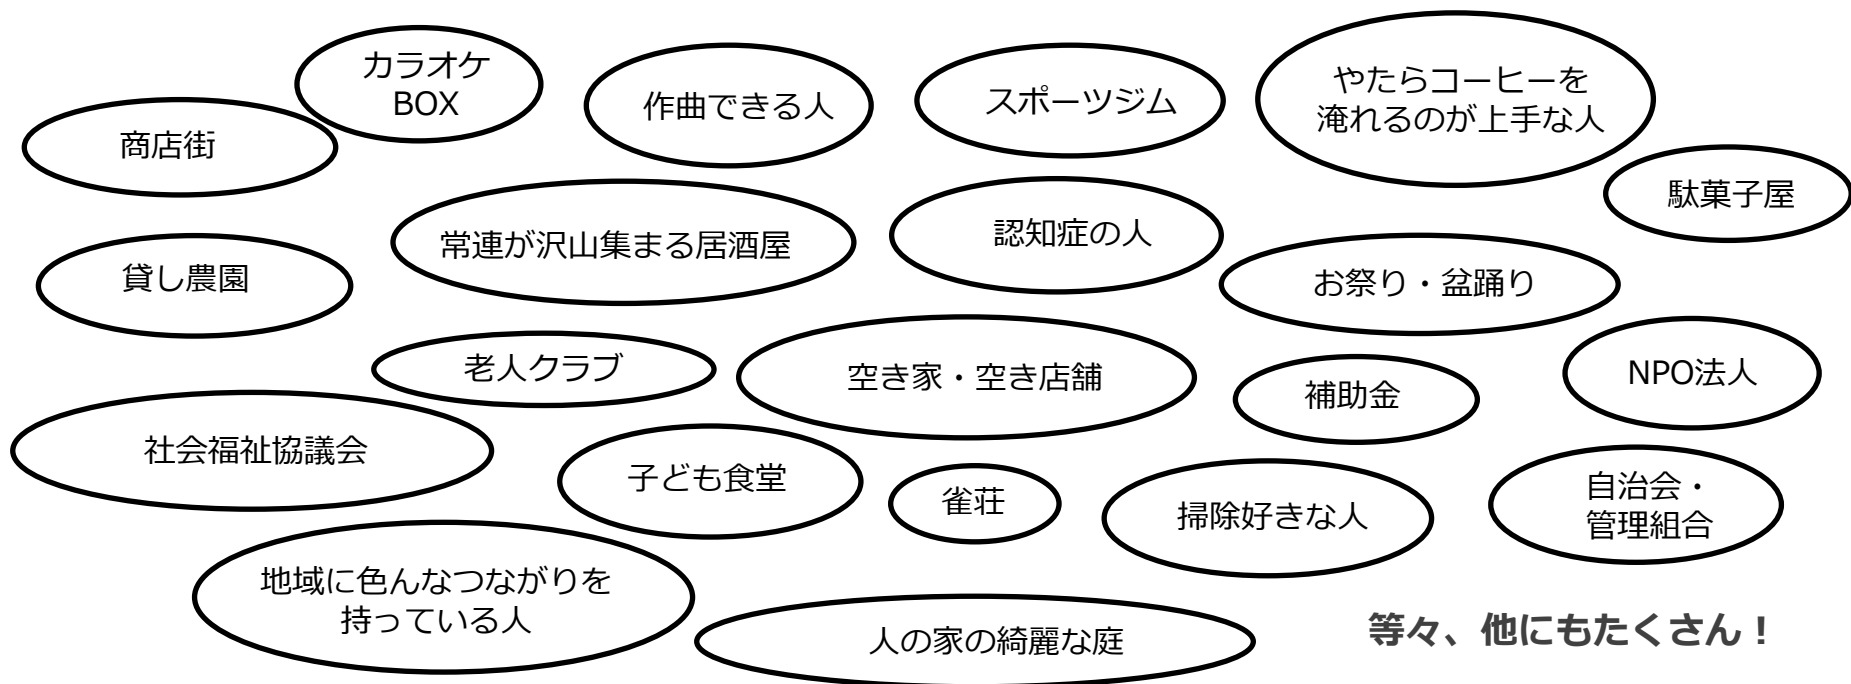 カラオケ
BOX
作曲できる人
スポーツジム
やたらコーヒーを
淹れるのが上手な人
商店街
駄菓子屋
常連が沢山集まる居酒屋
認知症の人
貸し農園
お祭り・盆踊り
老人クラブ
空き家・空き店舗
補助金
NPO法人
社会福祉協議会
子ども食堂
雀荘
掃除好きな人
自治会・
管理組合
地域に色んなつながりを
持っている人
人の家の綺麗な庭
等々、他にもたくさん！